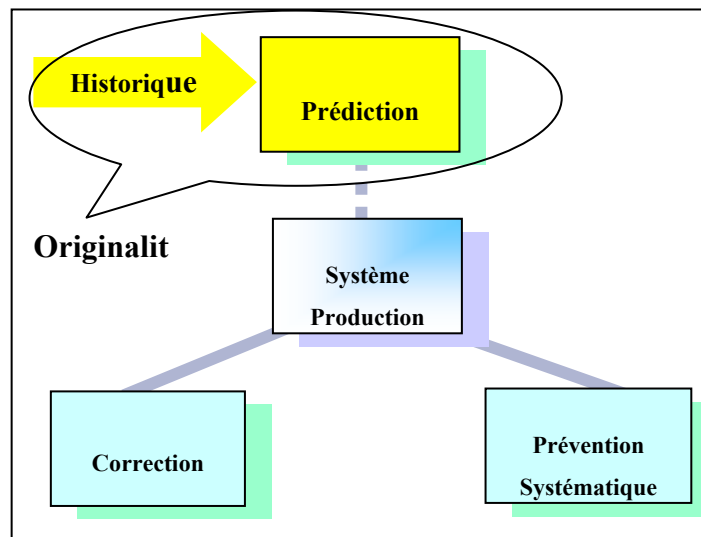 Historique
Prédiction
Originalit
Système
Production
Correction
Prévention
Systématique